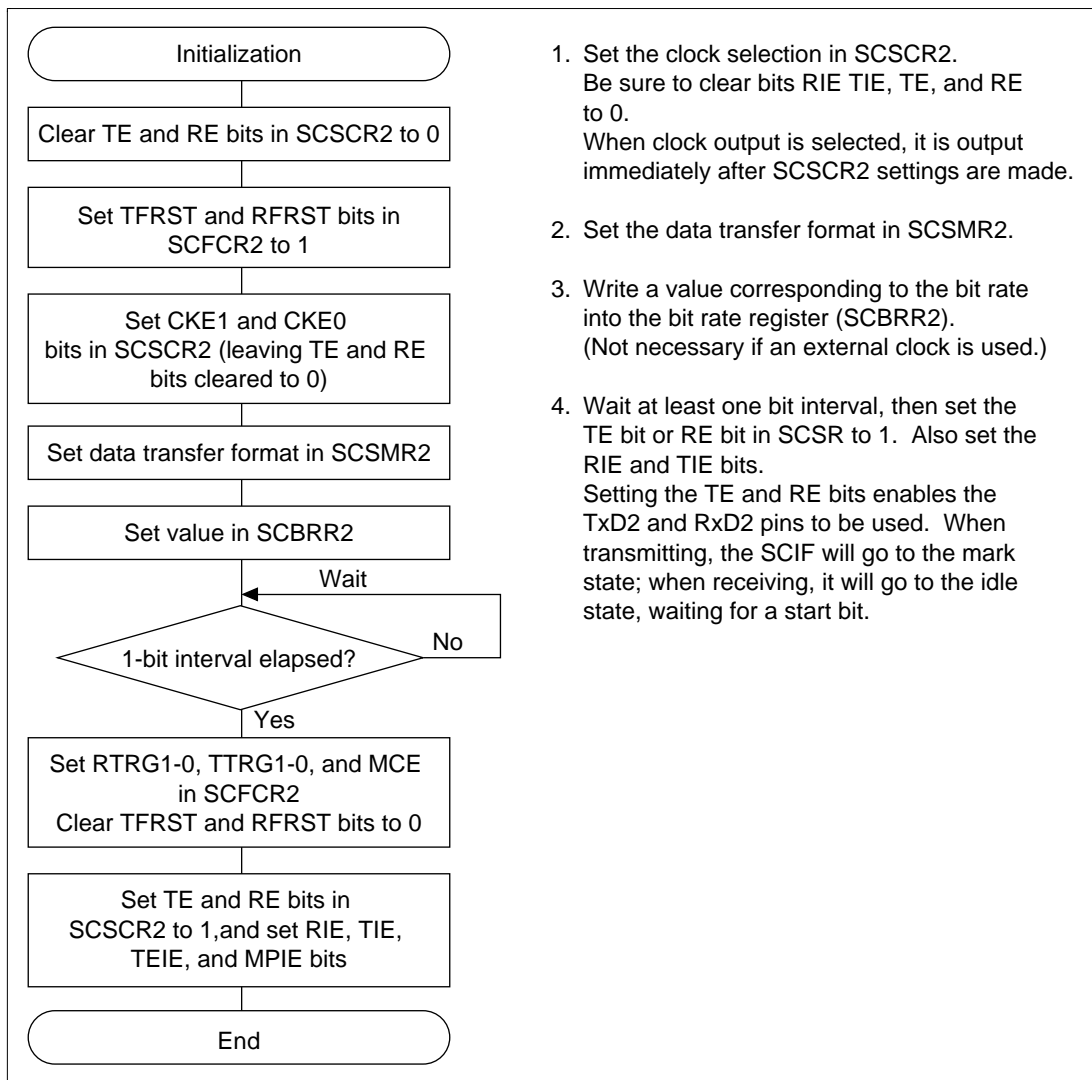 Initialization
Clear TE and RE bits in SCSCR2 to 0
Set TFRST and RFRST bits in
SCFCR2 to 1
Set CKE1 and CKE0
bits in SCSCR2 (leaving TE and RE
bits cleared to 0)
Set data transfer format in SCSMR2
Set value in SCBRR2
Wait
1-bit interval elapsed?
No
Yes
Set RTRG1-0, TTRG1-0, and MCE
in SCFCR2
Clear TFRST and RFRST bits to 0
Set TE and RE bits in
SCSCR2 to 1,and set RIE, TIE,
TEIE, and MPIE bits
End
1. Set the clock selection in SCSCR2.
Be sure to clear bits RIE TIE, TE, and RE
to 0.
When clock output is selected, it is output
immediately after SCSCR2 settings are made.
2. Set the data transfer format in SCSMR2.
3. Write a value corresponding to the bit rate
into the bit rate register (SCBRR2).
(Not necessary if an external clock is used.)
4. Wait at least one bit interval, then set the
TE bit or RE bit in SCSR to 1. Also set the
RIE and TIE bits.
Setting the TE and RE bits enables the
TxD2 and RxD2 pins to be used. When
transmitting, the SCIF will go to the mark
state; when receiving, it will go to the idle
state, waiting for a start bit.